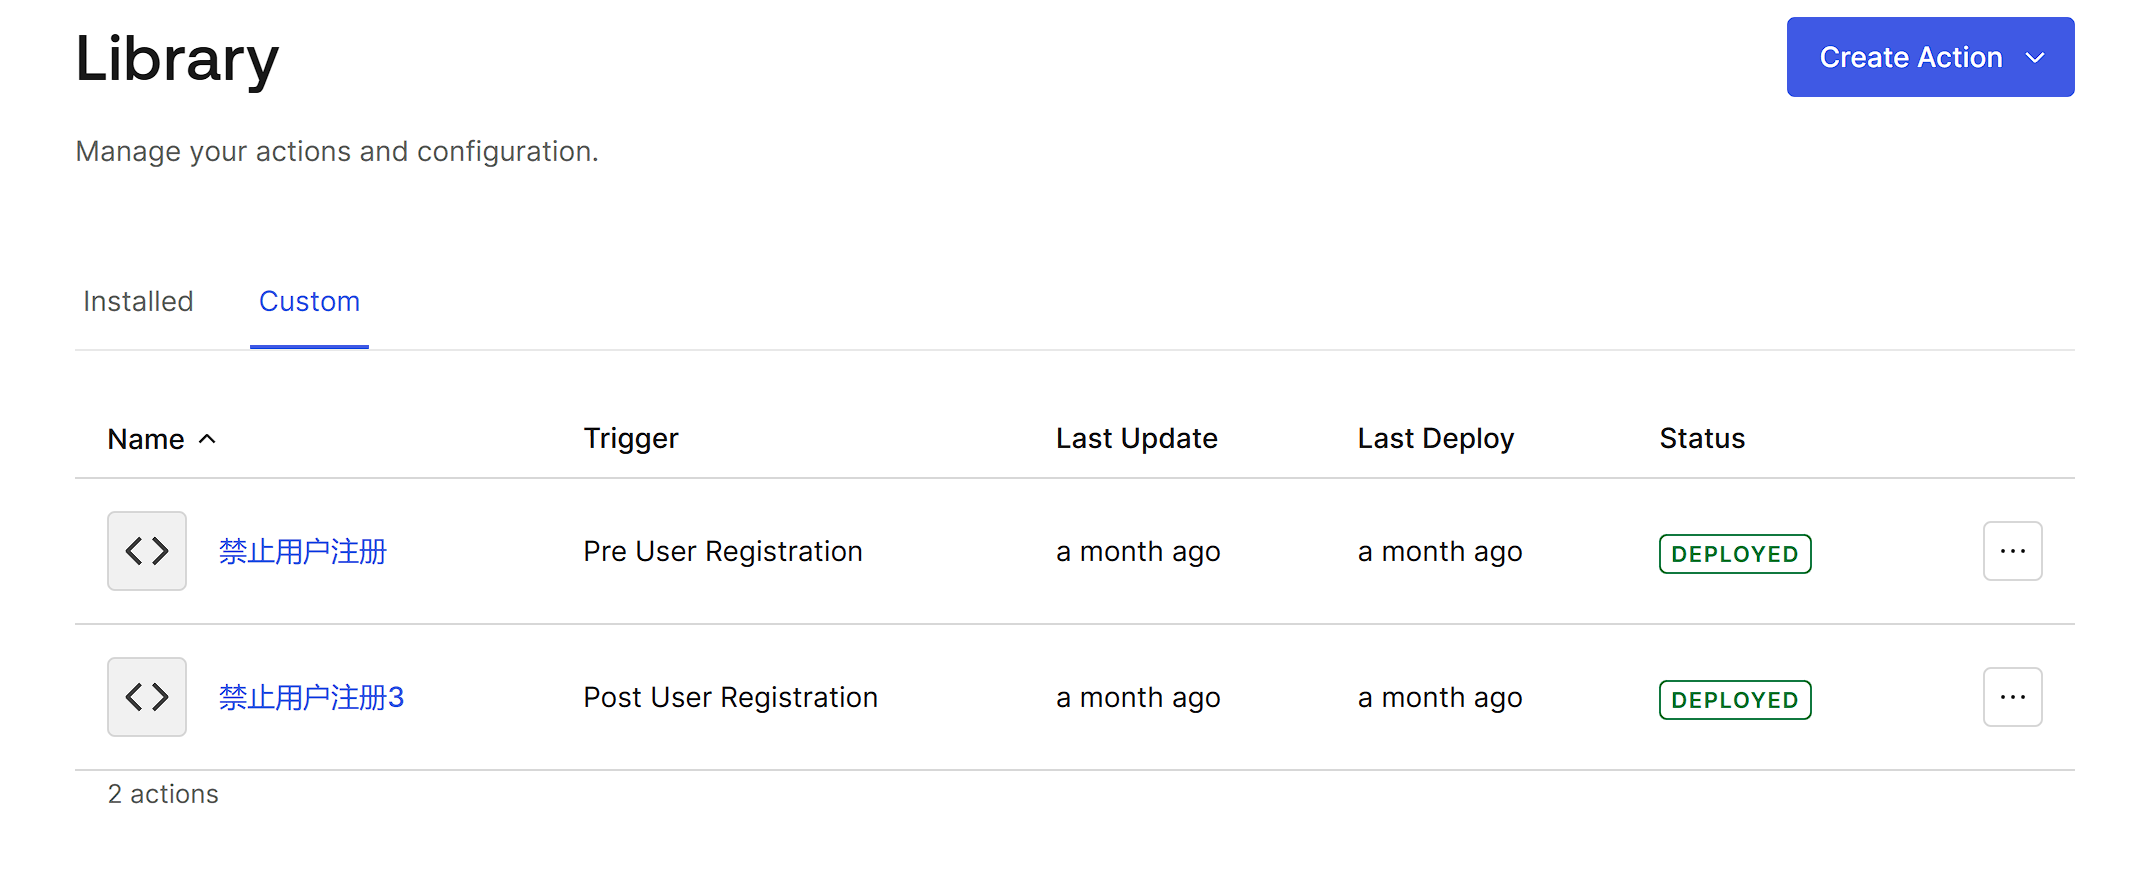 Library
Create Action
Manage your actions and configuration.
Installed Custom
Name Trigger Last Update Last Deploy Status
禁止用户注册 Pre User Registration a month ago a month ago DEPLOYED
禁止用户注册3 Post User Registration a month ago a month ago DEPLOYED
2 actions